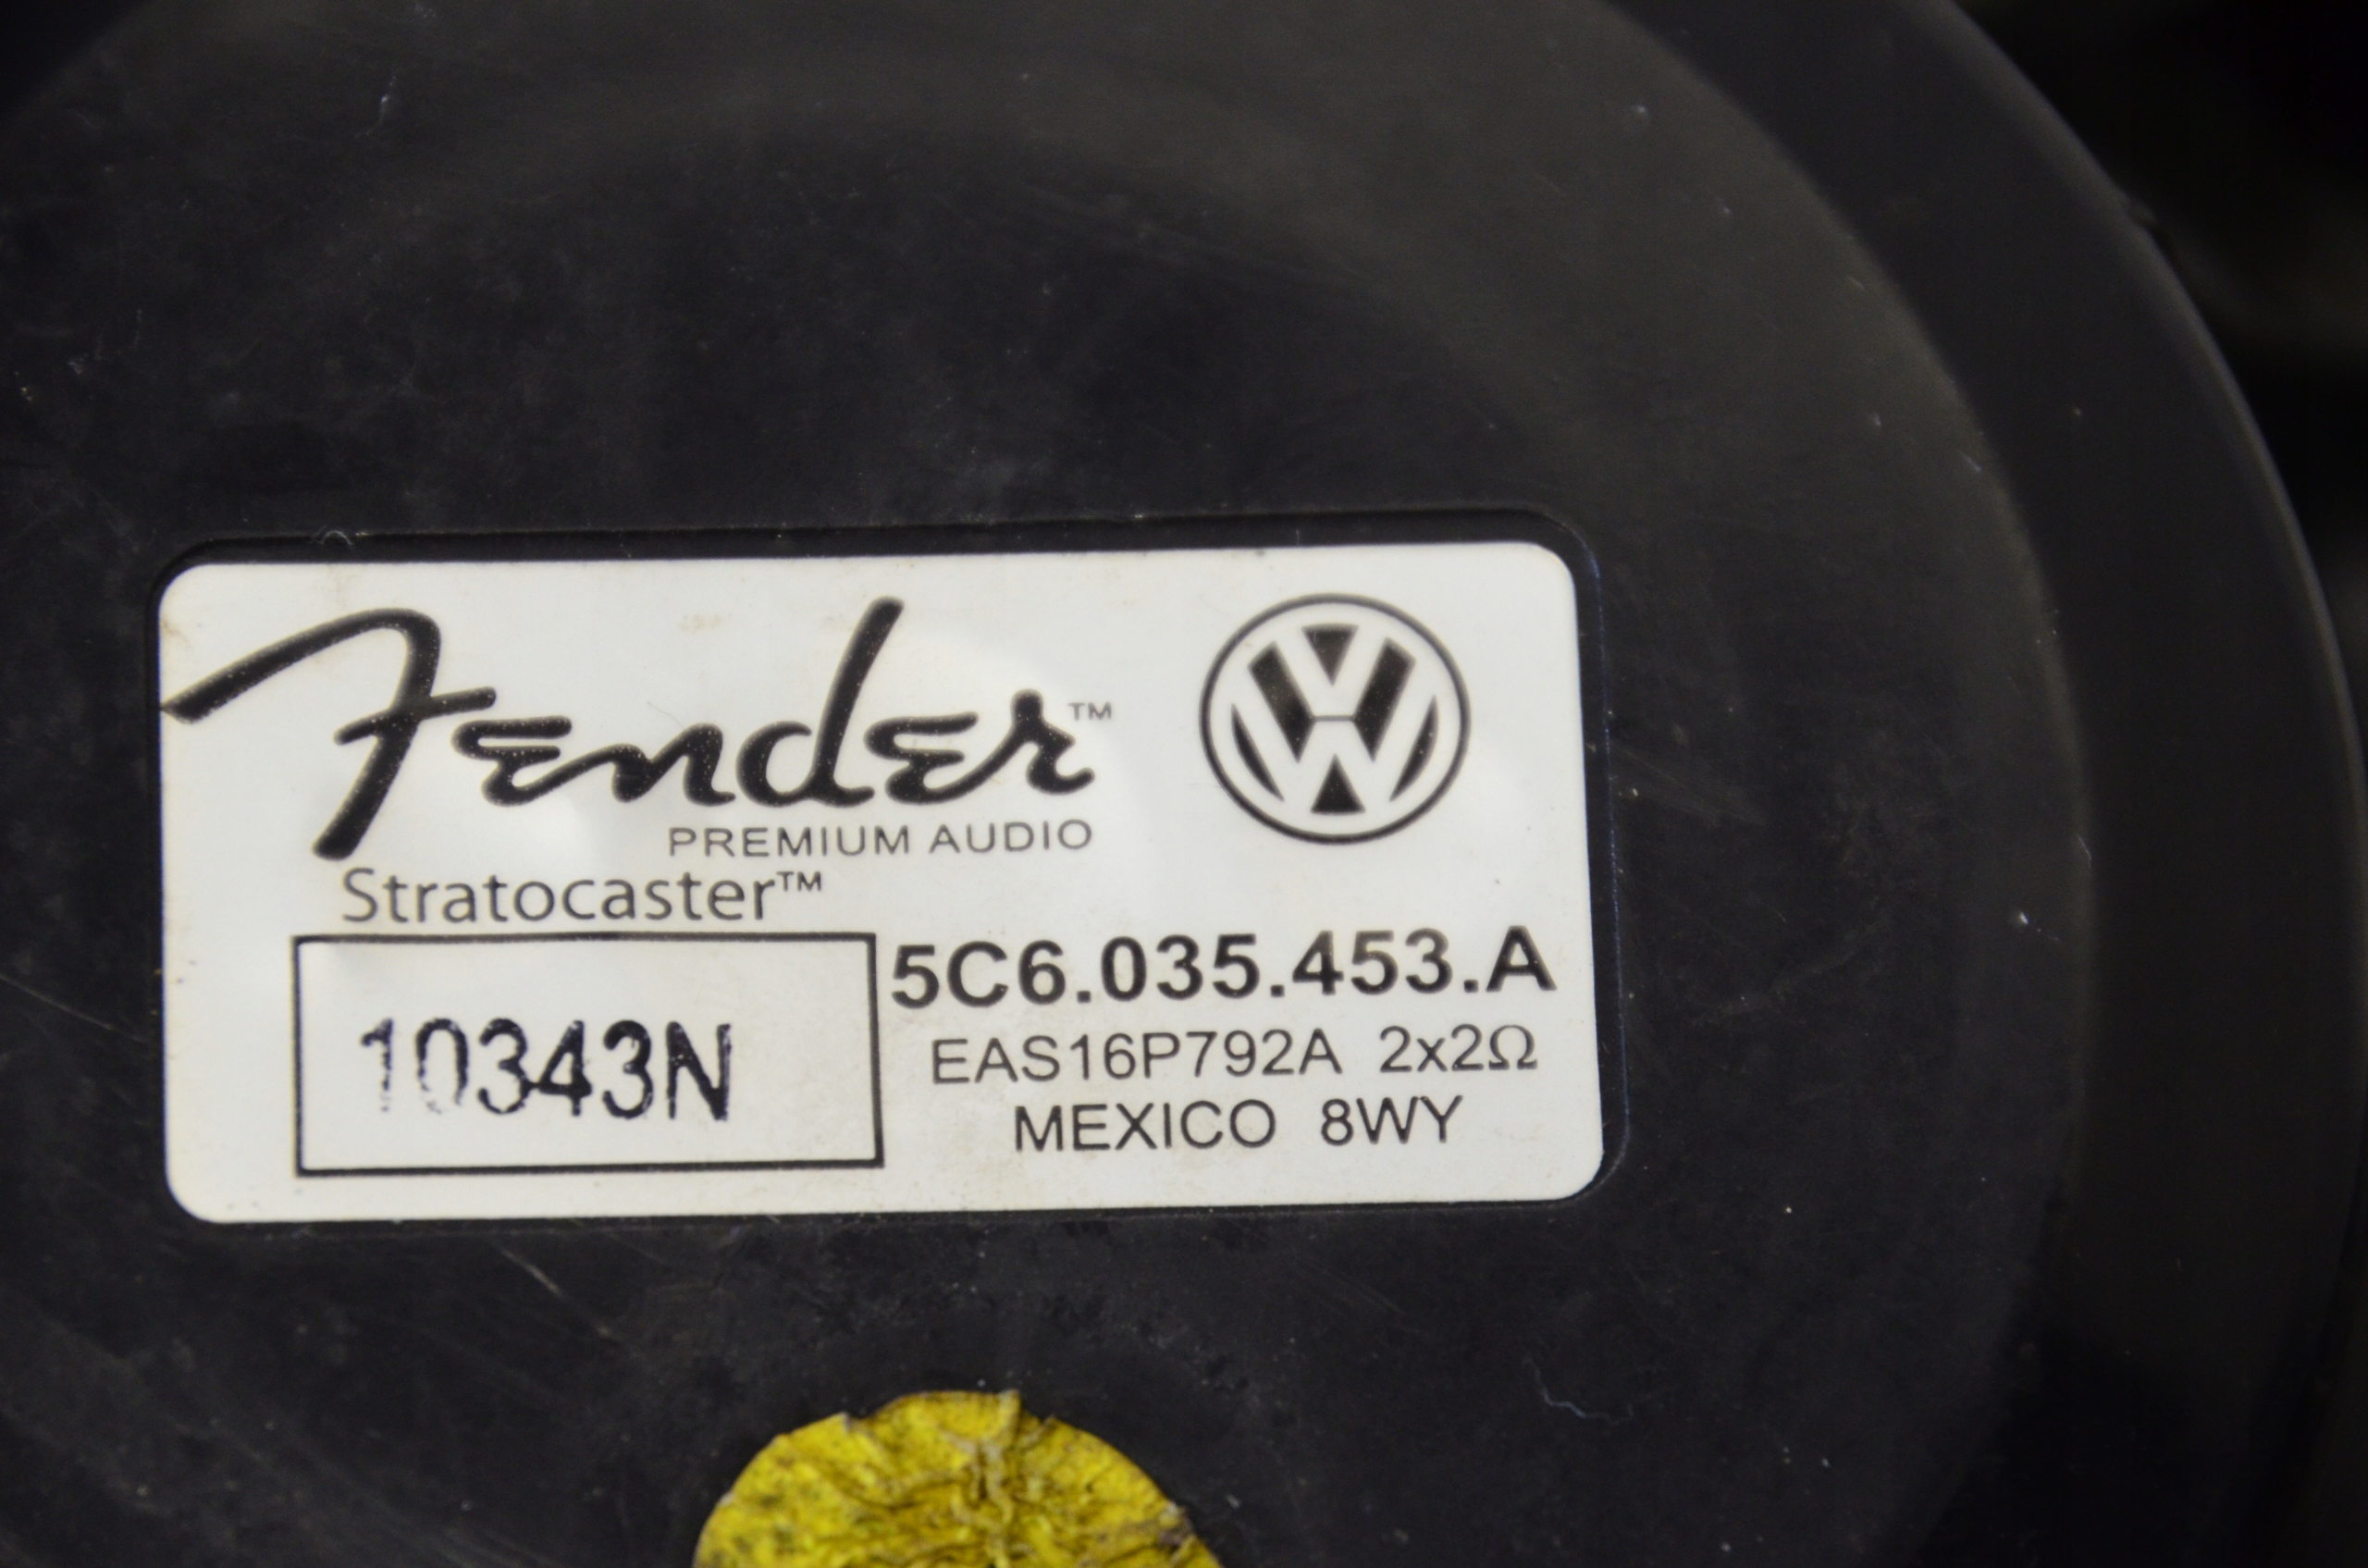 Fender™
PREMIUM AUDIO
Stratocaster™
5C6.035.453.A
10343N
EAS16P792A 2x2Ω
MEXICO 8WY